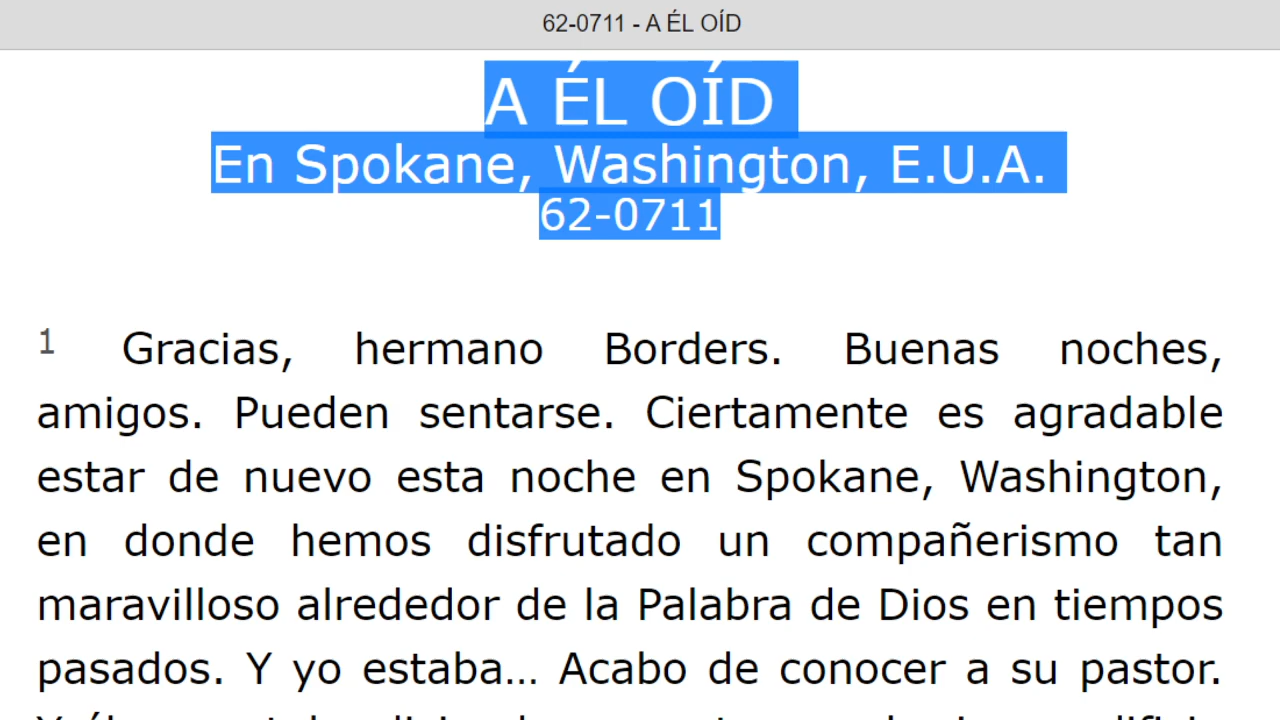 62-0711 - A ÉL OÍD
A ÉL OÍD
En Spokane, Washington, E.U.A.
62-0711
1 Gracias, hermano Borders. Buenas noches,
amigos. Pueden sentarse. Ciertamente es agradable
estar de nuevo esta noche en Spokane, Washington,
en donde hemos disfrutado un compañerismo tan
maravilloso alrededor de la Palabra de Dios en tiempos
pasados. Y yo estaba… Acabo de conocer a su pastor.